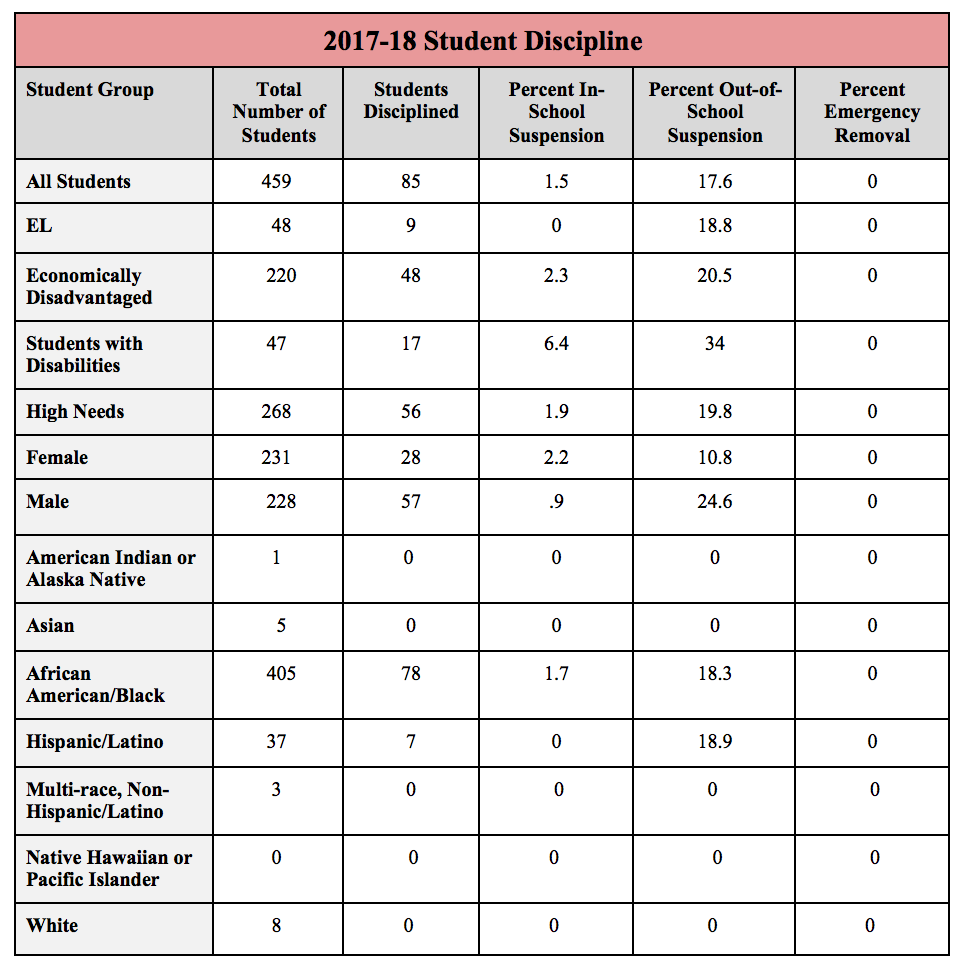 2017-18 Student Discipline
Student Group
Total
Number of
Students
Students
Disciplined
Percent In-
School
Suspension
Percent Out-of-
School
Suspension
Percent
Emergency
Removal
All Students 459 85 1.5 17.6 0
EL 48 9 0 18.8 0
Economically
Disadvantaged 220 48 2.3 20.5 0
Students with
Disabilities 47 17 6.4 34 0
High Needs 268 56 1.9 19.8 0
Female 231 28 2.2 10.8 0
Male 228 57 .9 24.6 0
American Indian or
Alaska Native 1 0 0 0 0
Asian 5 0 0 0 0
African
American/Black 405 78 1.7 18.3 0
Hispanic/Latino 37 7 0 18.9 0
Multi-race, Non-
Hispanic/Latino 3 0 0 0 0
Native Hawaiian or
Pacific Islander 0 0 0 0 0
White 8 0 0 0 0